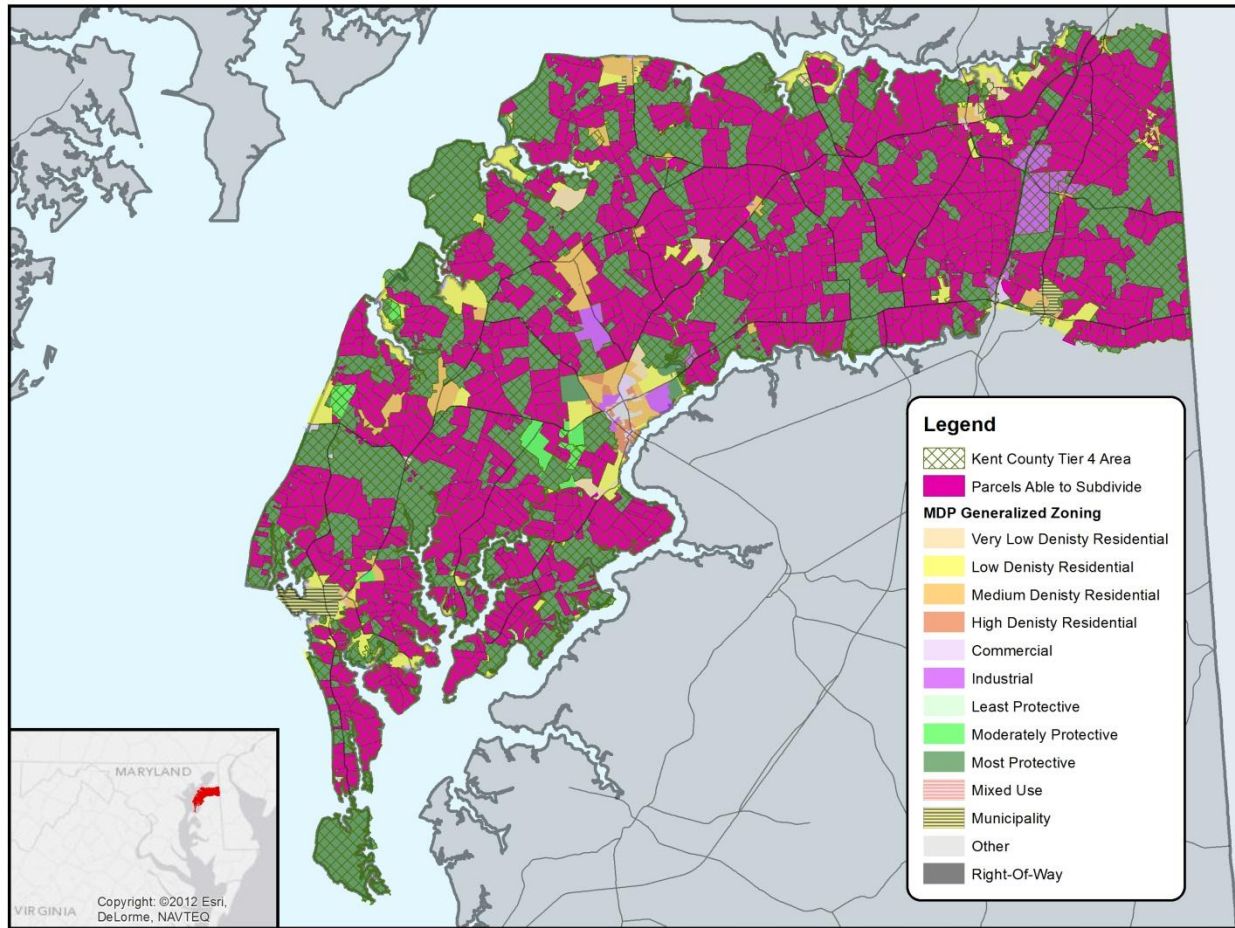 Legend
Kent County Tier 4 Area
Parcels Able to Subdivide
MDP Generalized Zoning
Very Low Denisty Residential
Low Denisty Residential
Medium Denisty Residential
High Denisty Residential
Commercial
Industrial
Least Protective
Moderately Protective
Most Protective
Mixed Use
Municipality
Other
Right-Of-Way
MARYLAND
VIRGINIA
Copyright: ©2012 Esri,
DeLorme, NAVTEQ